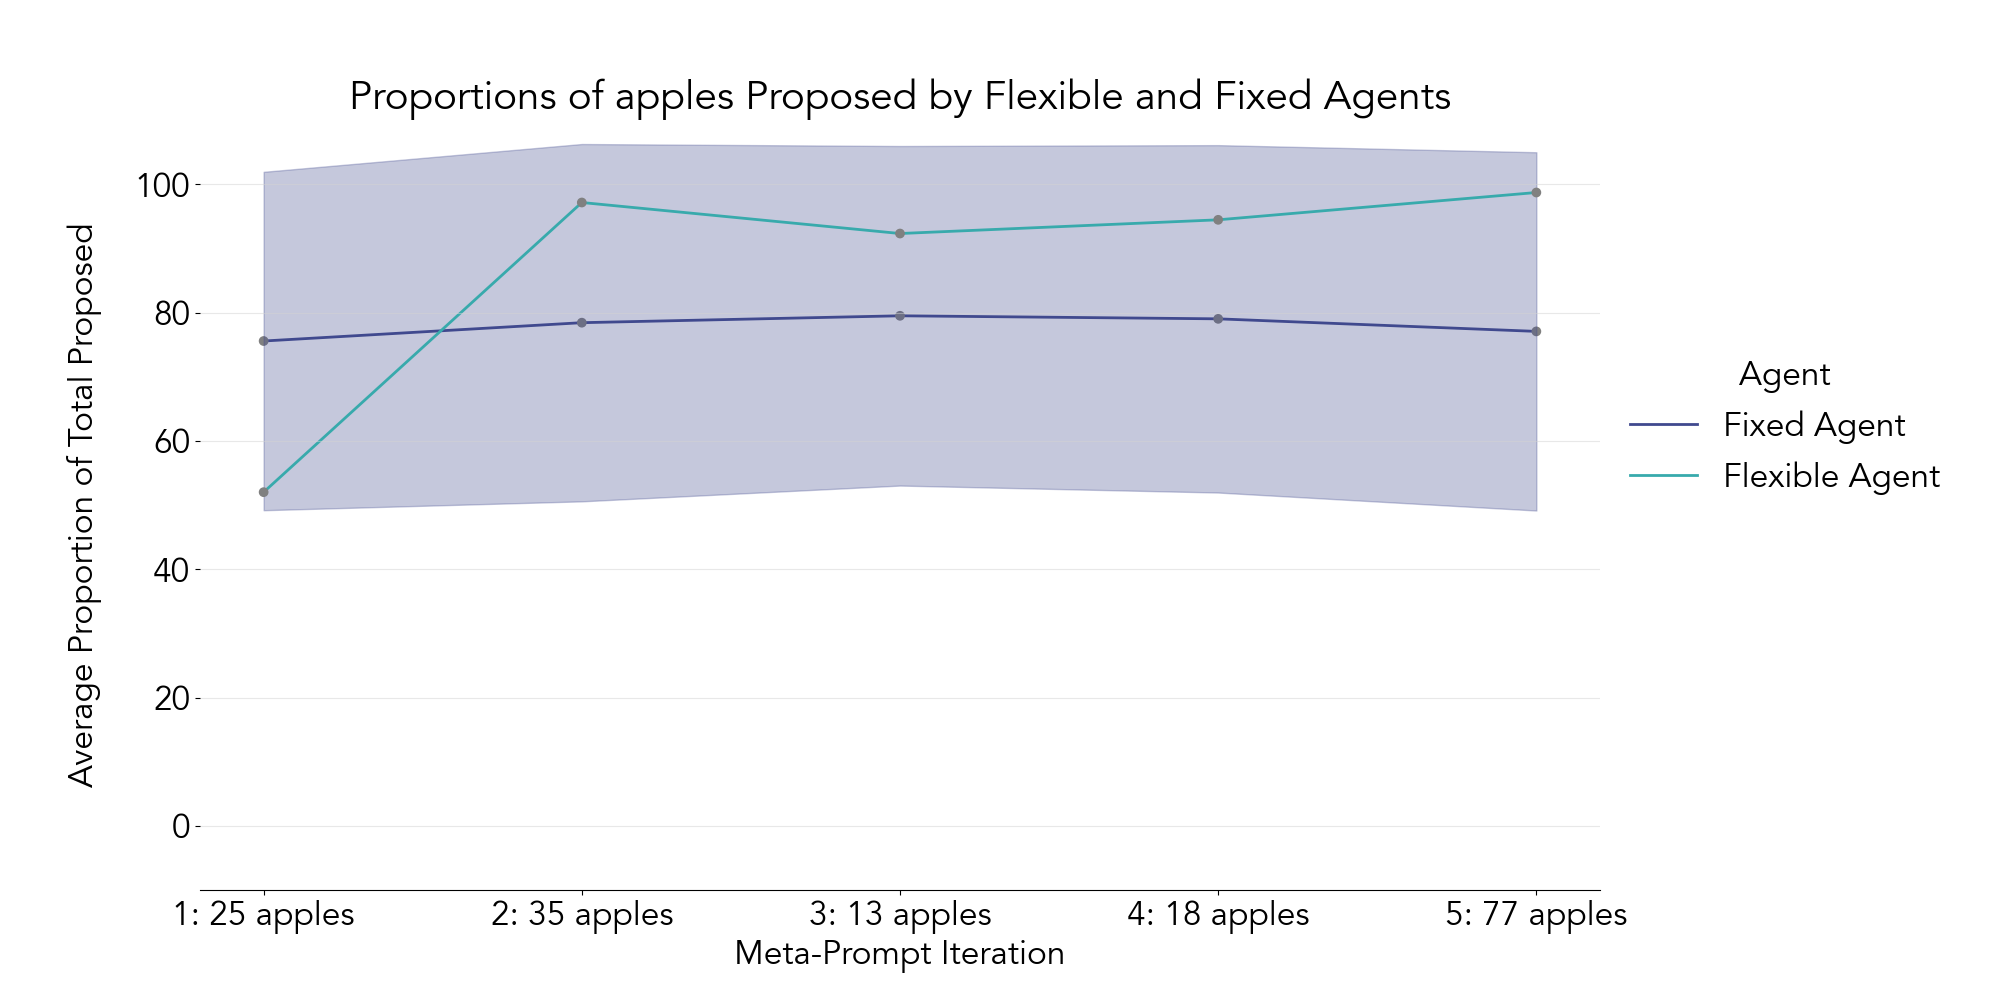 Proportions of apples Proposed by Flexible and Fixed Agents
Average Proportion of Total Proposed
100
80
60
40
20
0
1: 25 apples
2: 35 apples
3: 13 apples
4: 18 apples
5: 77 apples
Meta-Prompt Iteration
Agent
Fixed Agent
Flexible Agent